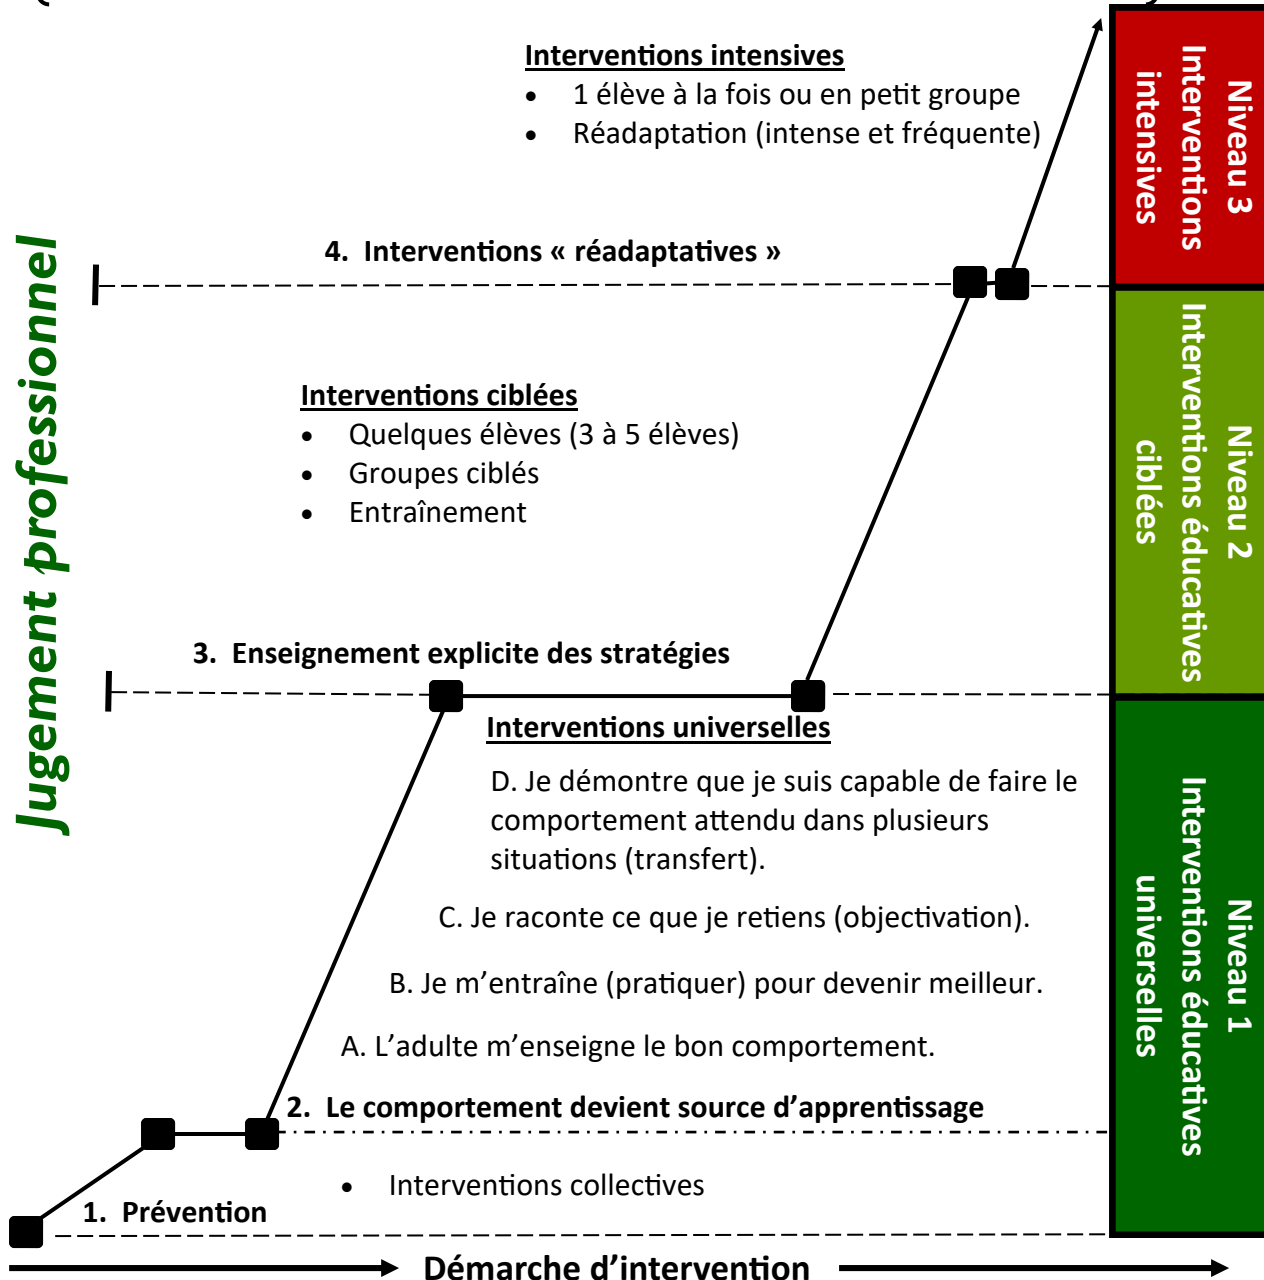 Interventions intensives
• 1 élève à la fois ou en petit groupe
• Réadaptation (intense et fréquente)
4. Interventions « réadaptatives »
Interventions ciblées
• Quelques élèves (3 à 5 élèves)
• Groupes ciblés
• Entraînement
3. Enseignement explicite des stratégies
Interventions universelles
D. Je démontre que je suis capable de faire le
comportement attendu dans plusieurs
situations (transfert).
C. Je raconte ce que je retiens (objectivation).
B. Je m’entraîne (pratiquer) pour devenir meilleur.
A. L’adulte m’enseigne le bon comportement.
2. Le comportement devient source d’apprentissage
• Interventions collectives
1. Prévention
Démarche d’intervention
Jugement professionnel
Niveau 3
Interventions
intensives
Niveau 2
Interventions éducatives
ciblées
Niveau 1
Interventions éducatives
universelles